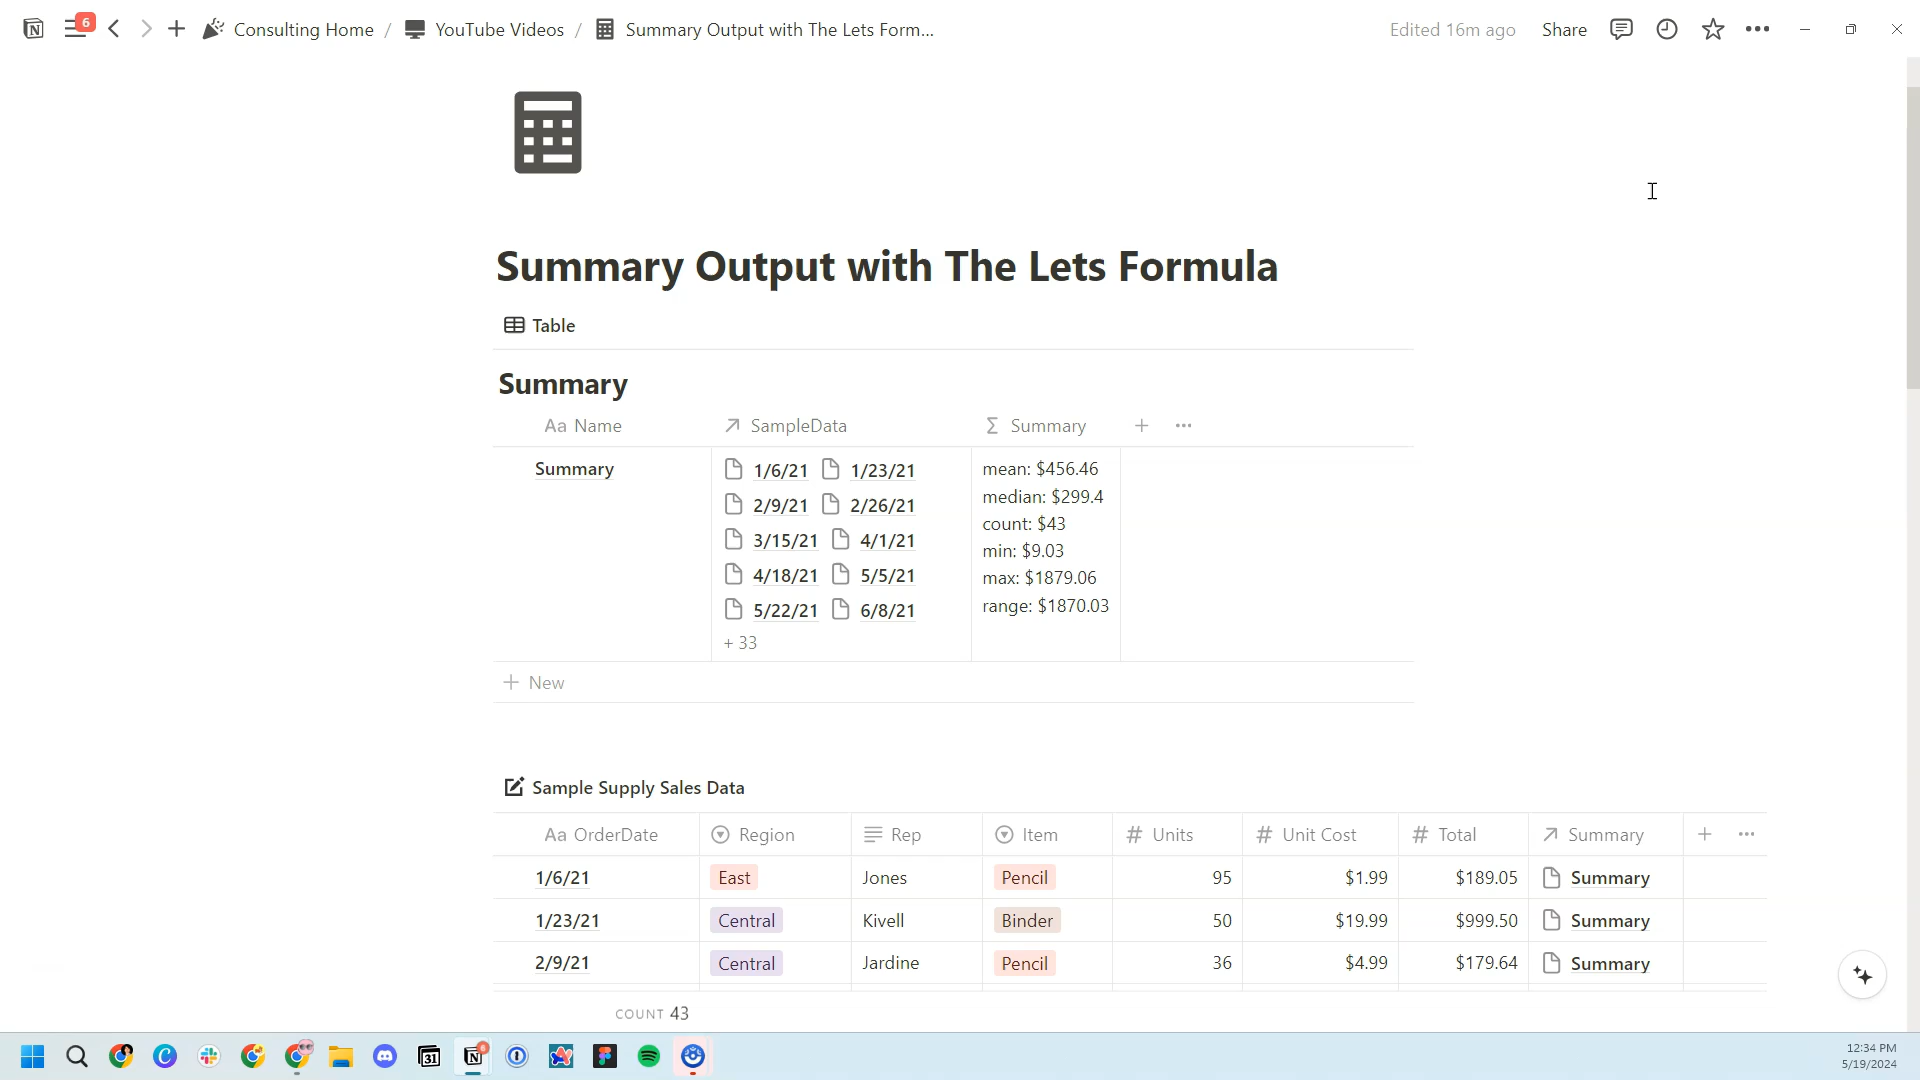 6 Consulting Home / YouTube Videos / Summary Output with The Lets Form... Edited 16m ago Share
Summary Output with The Lets Formula
Table
Summary
Aa Name SampleData Σ Summary
Summary 1/6/21 1/23/21 mean: $456.46
2/9/21 2/26/21 median: $299.4
3/15/21 4/1/21 count: $43
4/18/21 5/5/21 min: $9.03
5/22/21 6/8/21 max: $1879.06
+ 33 range: $1870.03
+ New
Sample Supply Sales Data
Aa OrderDate Region Rep Item # Units # Unit Cost # Total Summary
1/6/21 East Jones Pencil 95 $1.99 $189.05 Summary
1/23/21 Central Kivell Binder 50 $19.99 $999.50 Summary
2/9/21 Central Jardine Pencil 36 $4.99 $179.64 Summary
COUNT 43
31 6 12:34 PM
5/19/2024